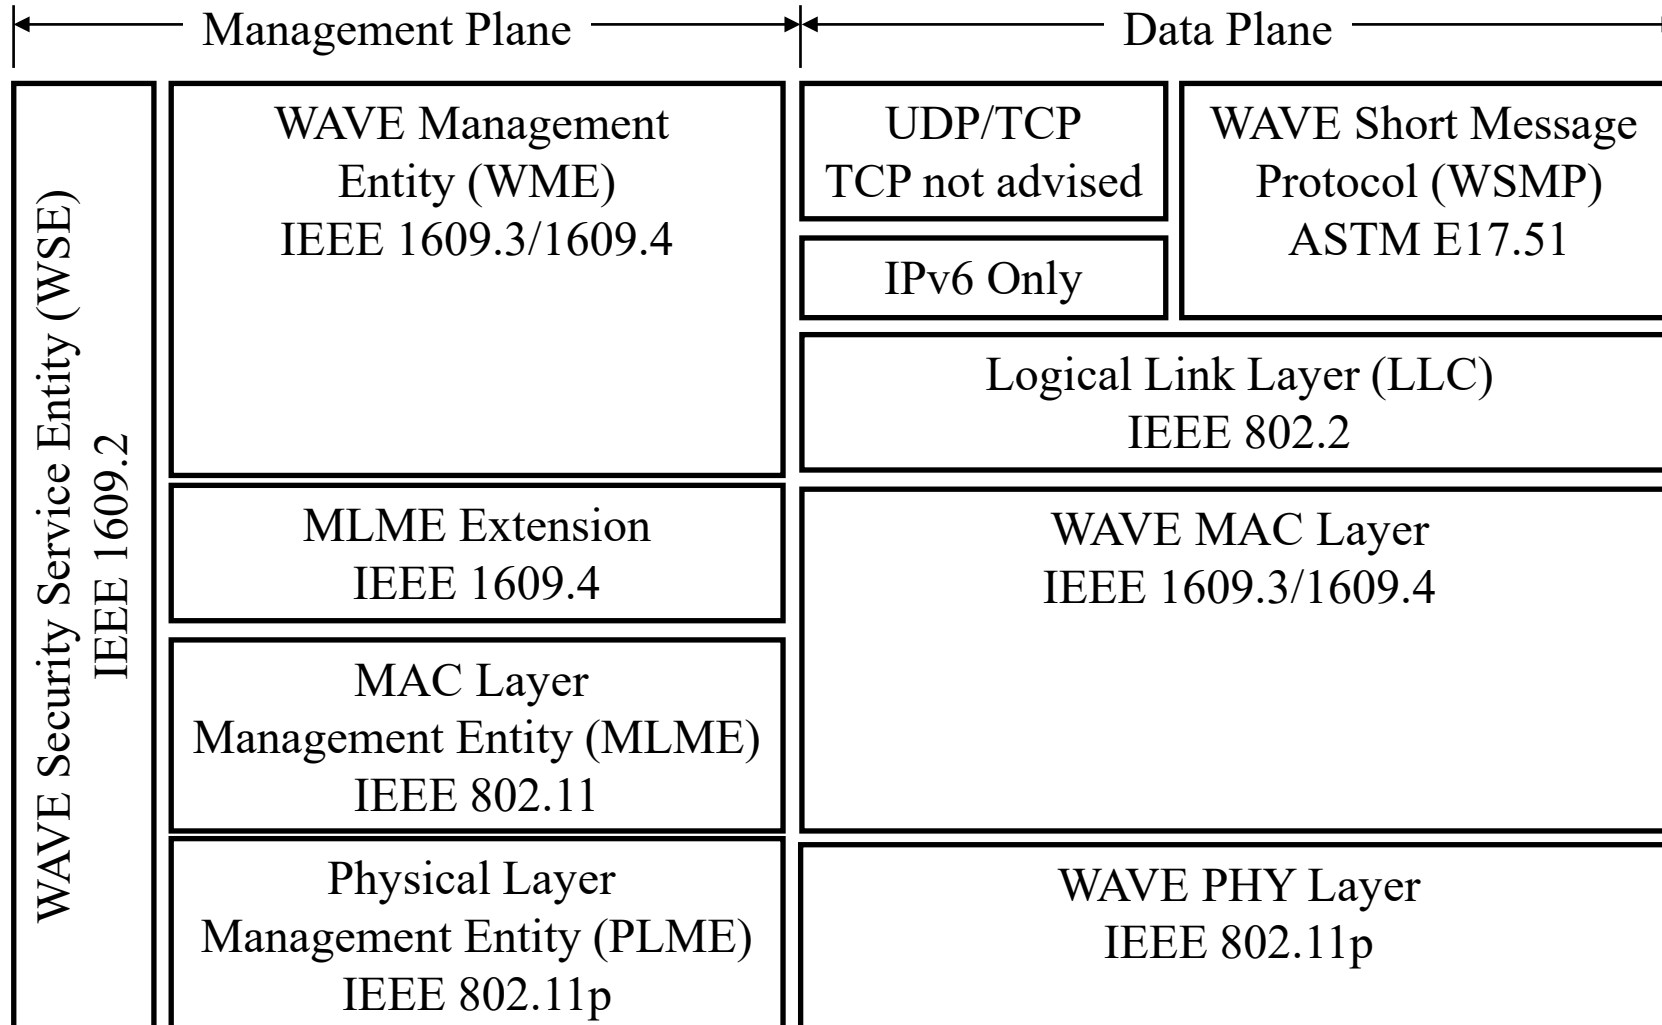 Management Plane
Data Plane
WAVE Security Service Entity (WSE)
IEEE 1609.2
WAVE Management
Entity (WME)
IEEE 1609.3/1609.4
MLME Extension
IEEE 1609.4
MAC Layer
Management Entity (MLME)
IEEE 802.11
Physical Layer
Management Entity (PLME)
IEEE 802.11p
UDP/TCP
TCP not advised
IPv6 Only
WAVE Short Message
Protocol (WSMP)
ASTM E17.51
Logical Link Layer (LLC)
IEEE 802.2
WAVE MAC Layer
IEEE 1609.3/1609.4
WAVE PHY Layer
IEEE 802.11p